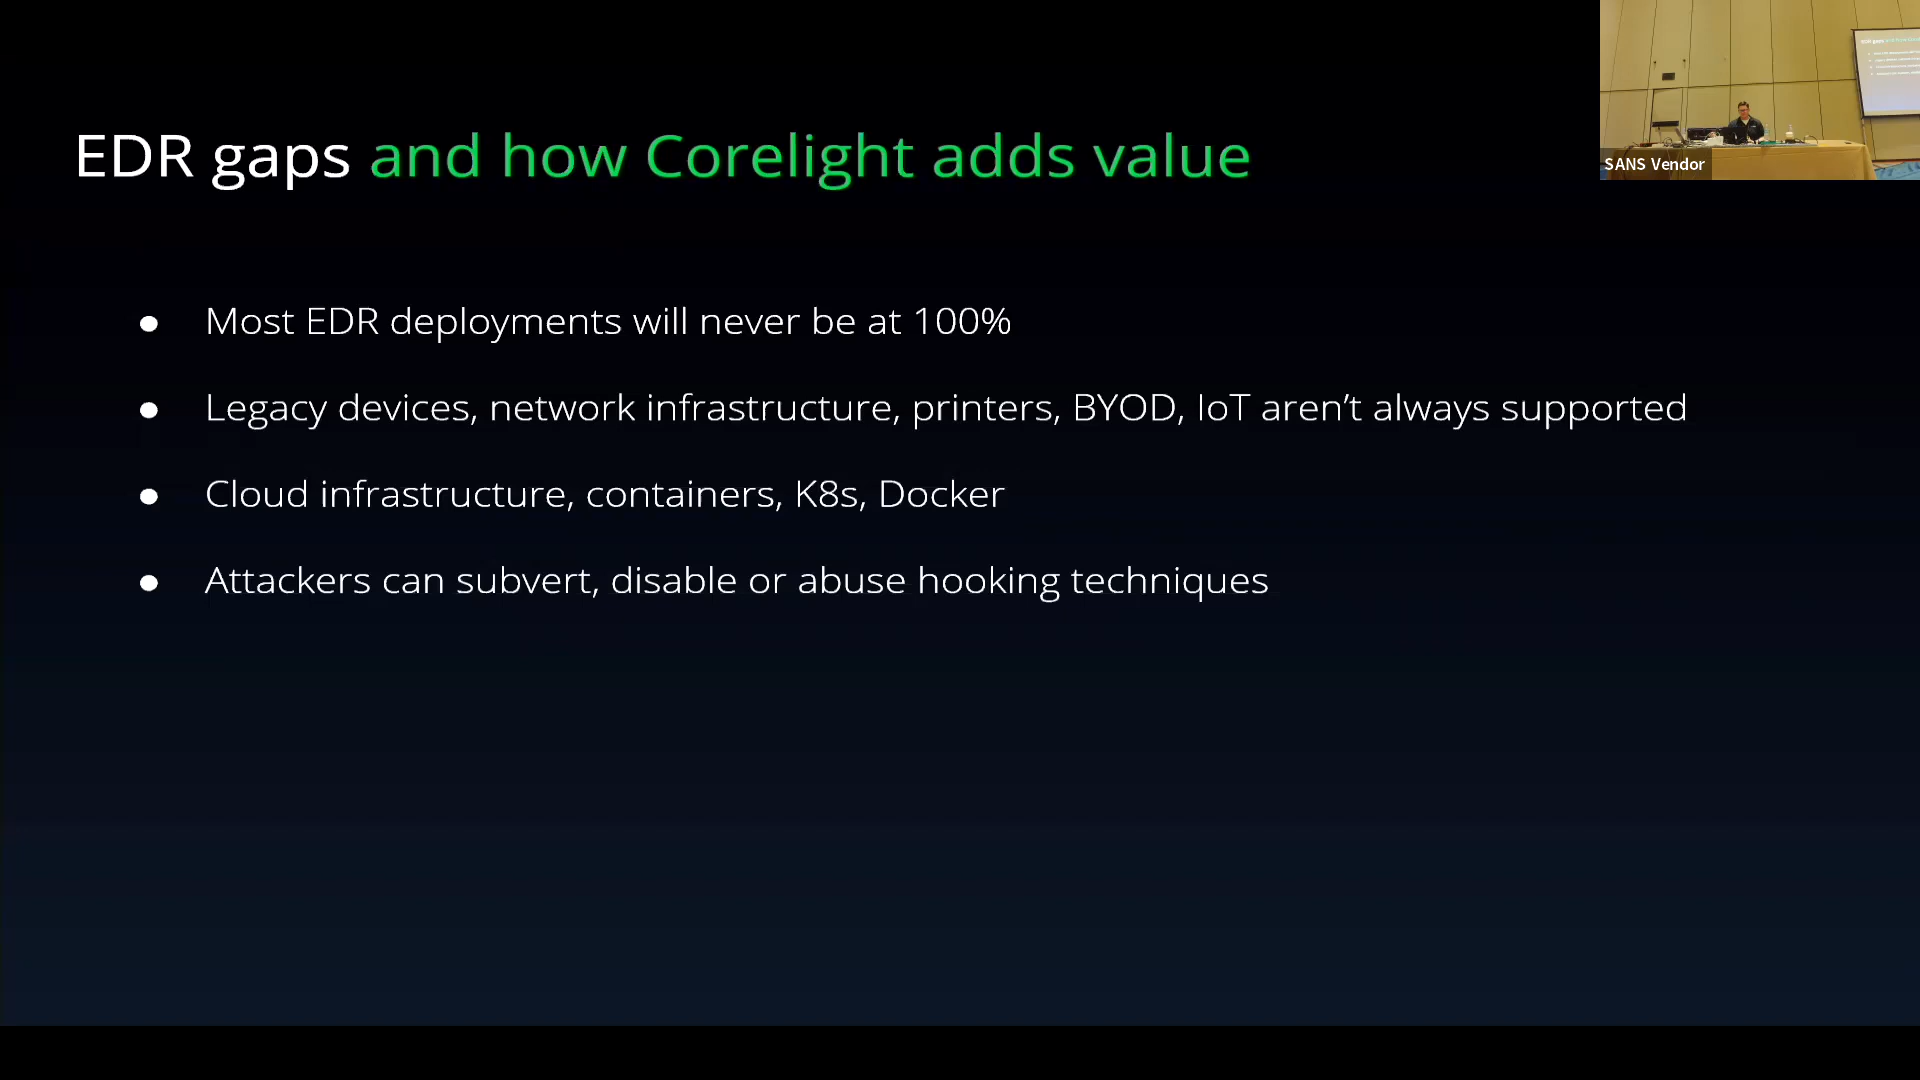 EDR gaps and how Corelight adds value
SANS Vendor
● Most EDR deployments will never be at 100%
● Legacy devices, network infrastructure, printers, BYOD, IoT aren’t always supported
● Cloud infrastructure, containers, K8s, Docker
● Attackers can subvert, disable or abuse hooking techniques